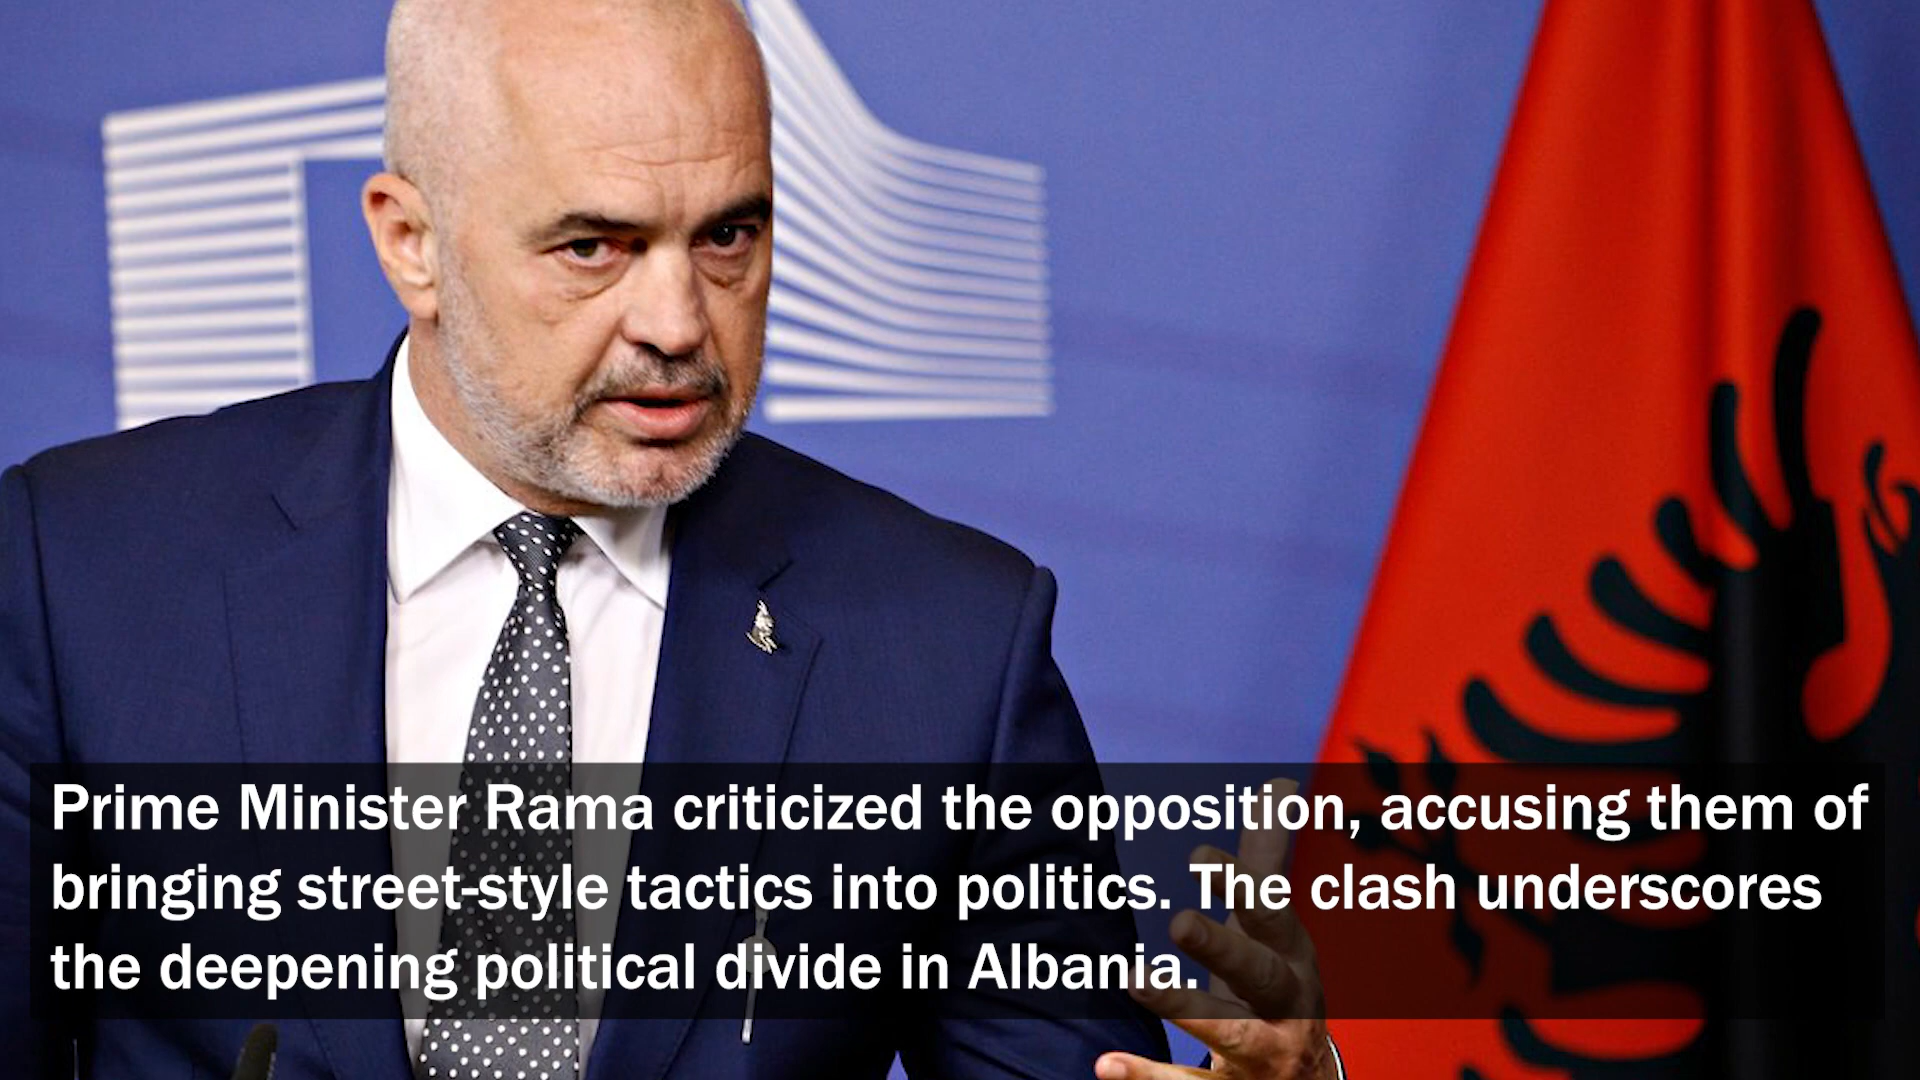 Prime Minister Rama criticized the opposition, accusing them of
bringing street-style tactics into politics. The clash underscores
the deepening political divide in Albania.